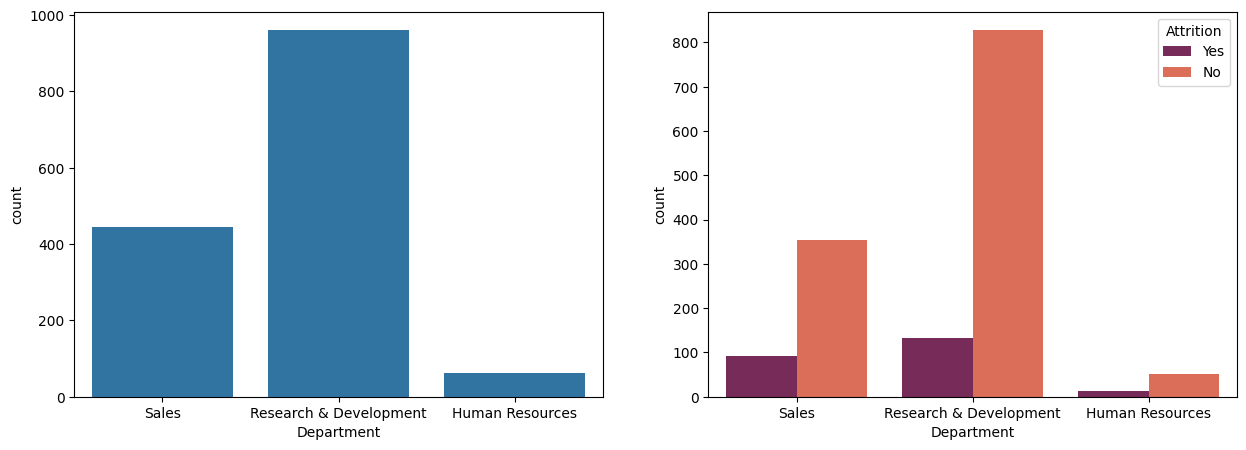 1000
800
600
400
200
0
count
Sales
Research & Development
Human Resources
Department
800
700
600
500
400
300
200
100
0
count
Attrition
Yes
No
Sales
Research & Development
Human Resources
Department